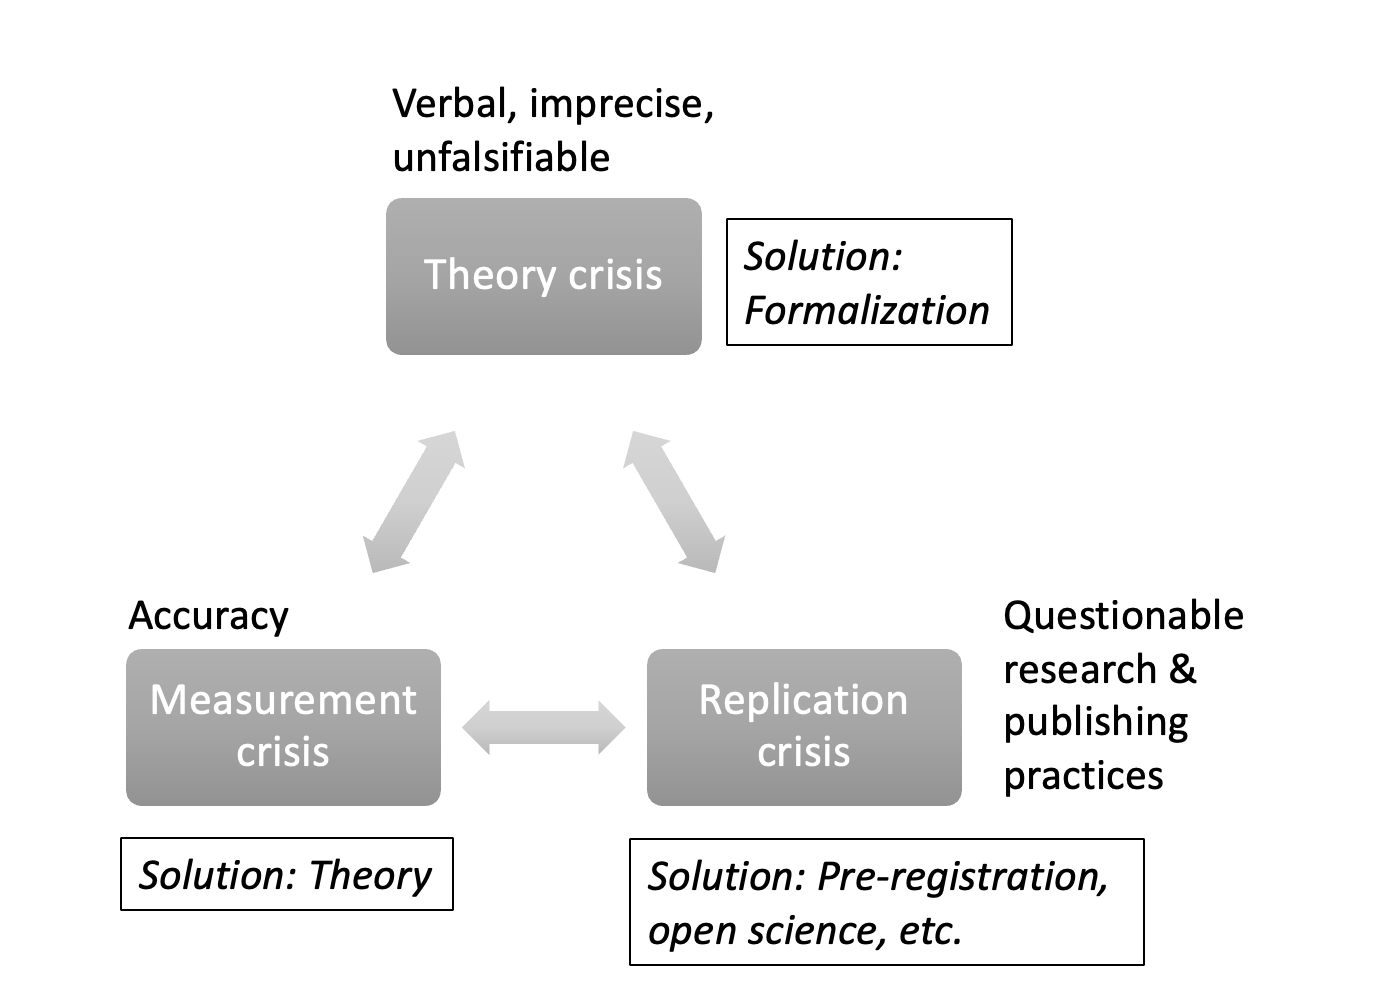 Verbal, imprecise,
unfalsifiable
Theory crisis
Solution:
Formalization
Accuracy
Measurement
crisis
Solution: Theory
Replication
crisis
Questionable
research &
publishing
practices
Solution: Pre-registration,
open science, etc.